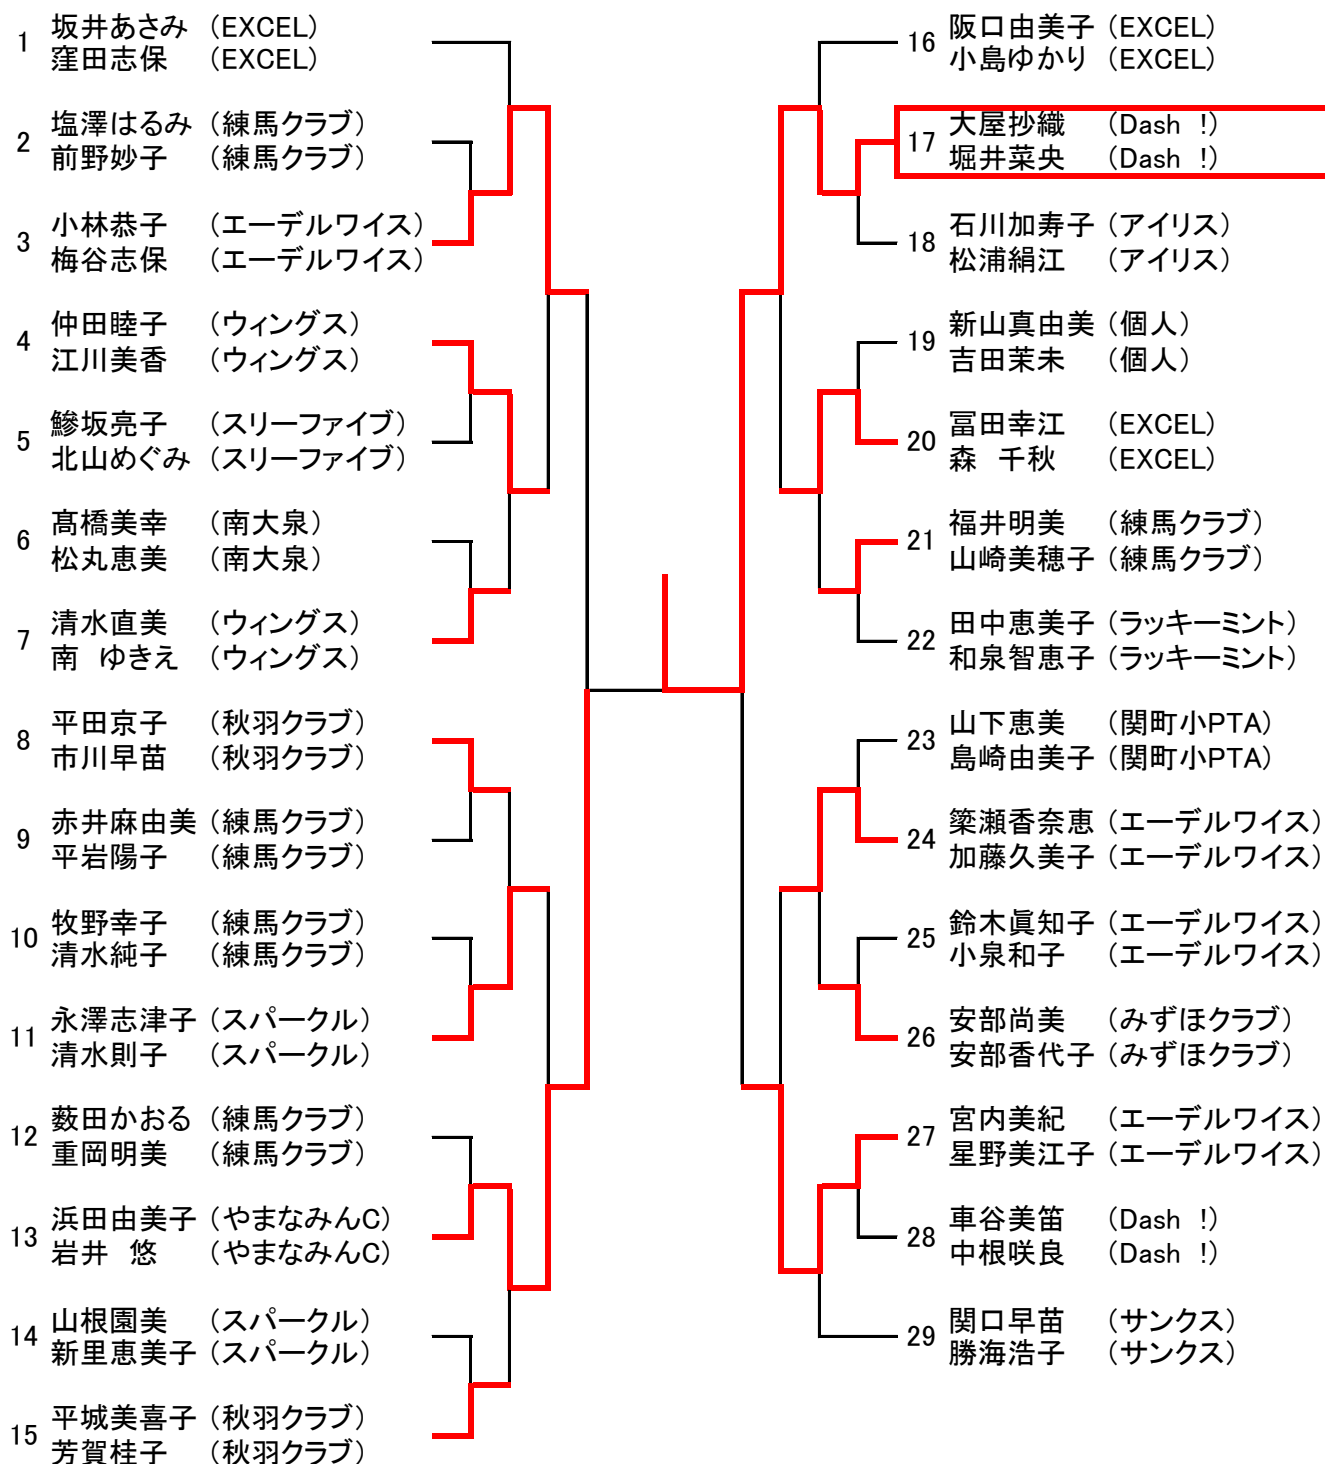 1 坂井あさみ (EXCEL)
窪田志保 (EXCEL)
2 塩澤はるみ (練馬クラブ)
前野妙子 (練馬クラブ)
3 小林恭子 (エーデルワイス)
梅谷志保 (エーデルワイス)
4 仲田睦子 (ウィングス)
江川美香 (ウィングス)
5 鰺坂亮子 (スリーファイブ)
北山めぐみ (スリーファイブ)
6 髙橋美幸 (南大泉)
松丸恵美 (南大泉)
7 清水直美 (ウィングス)
南 ゆきえ (ウィングス)
8 平田京子 (秋羽クラブ)
市川早苗 (秋羽クラブ)
9 赤井麻由美 (練馬クラブ)
平岩陽子 (練馬クラブ)
10 牧野幸子 (練馬クラブ)
清水純子 (練馬クラブ)
11 永澤志津子 (スパークル)
清水則子 (スパークル)
12 薮田かおる (練馬クラブ)
重岡明美 (練馬クラブ)
13 浜田由美子 (やまなみんC)
岩井 悠 (やまなみんC)
14 山根園美 (スパークル)
新里恵美子 (スパークル)
15 平城美喜子 (秋羽クラブ)
芳賀桂子 (秋羽クラブ)
16 阪口由美子 (EXCEL)
小島ゆかり (EXCEL)
17 大屋抄織 (Dash !)
堀井菜央 (Dash !)
18 石川加寿子 (アイリス)
松浦絹江 (アイリス)
19 新山真由美 (個人)
吉田茉未 (個人)
20 冨田幸江 (EXCEL)
森 千秋 (EXCEL)
21 福井明美 (練馬クラブ)
山崎美穂子 (練馬クラブ)
22 田中恵美子 (ラッキーミント)
和泉智恵子 (ラッキーミント)
23 山下恵美 (関町小PTA)
島崎由美子 (関町小PTA)
24 簗瀬香奈恵 (エーデルワイス)
加藤久美子 (エーデルワイス)
25 鈴木眞知子 (エーデルワイス)
小泉和子 (エーデルワイス)
26 安部尚美 (みずほクラブ)
安部香代子 (みずほクラブ)
27 宮内美紀 (エーデルワイス)
星野美江子 (エーデルワイス)
28 車谷美笛 (Dash !)
中根咲良 (Dash !)
29 関口早苗 (サンクス)
勝海浩子 (サンクス)